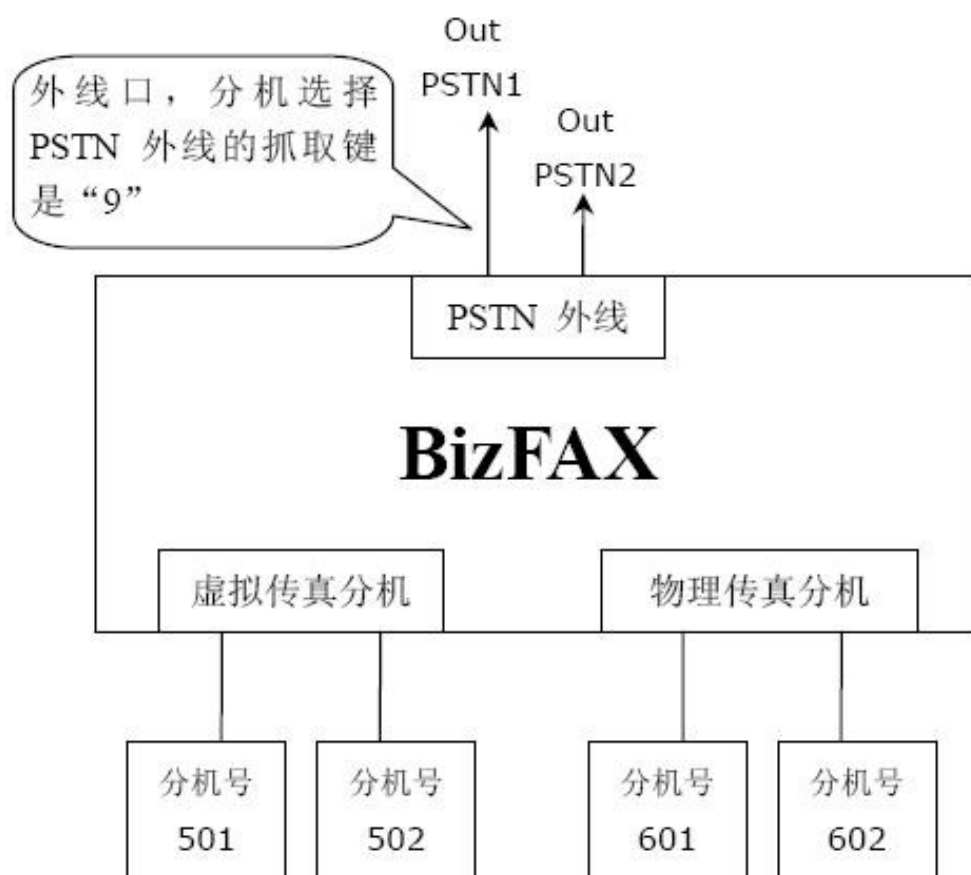 Out
PSTN1
外线口，分机选择
PSTN 外线的抓取键
是“9”
Out
PSTN2
PSTN 外线
BizFAX
虚拟传真分机
物理传真分机
分机号
501
分机号
502
分机号
601
分机号
602